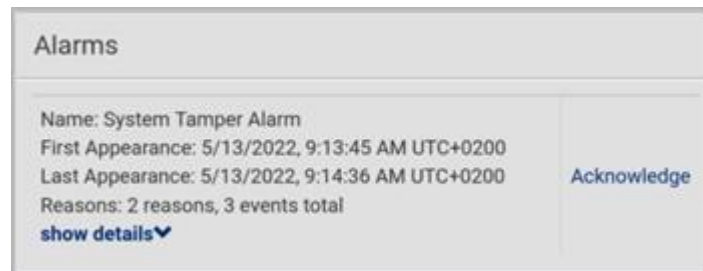 Alarms
Name: System Tamper Alarm
First Appearance: 5/13/2022, 9:13:45 AM UTC+0200
Last Appearance: 5/13/2022, 9:14:36 AM UTC+0200
Acknowledge
Reasons: 2 reasons, 3 events total
show details